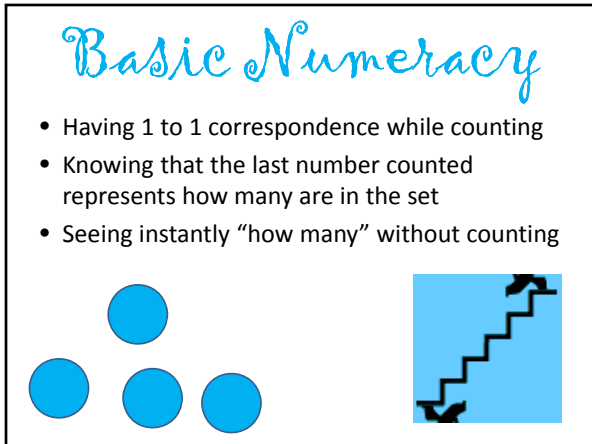 Basic Numeracy
• Having 1 to 1 correspondence while counting
• Knowing that the last number counted
represents how many are in the set
• Seeing instantly “how many” without counting